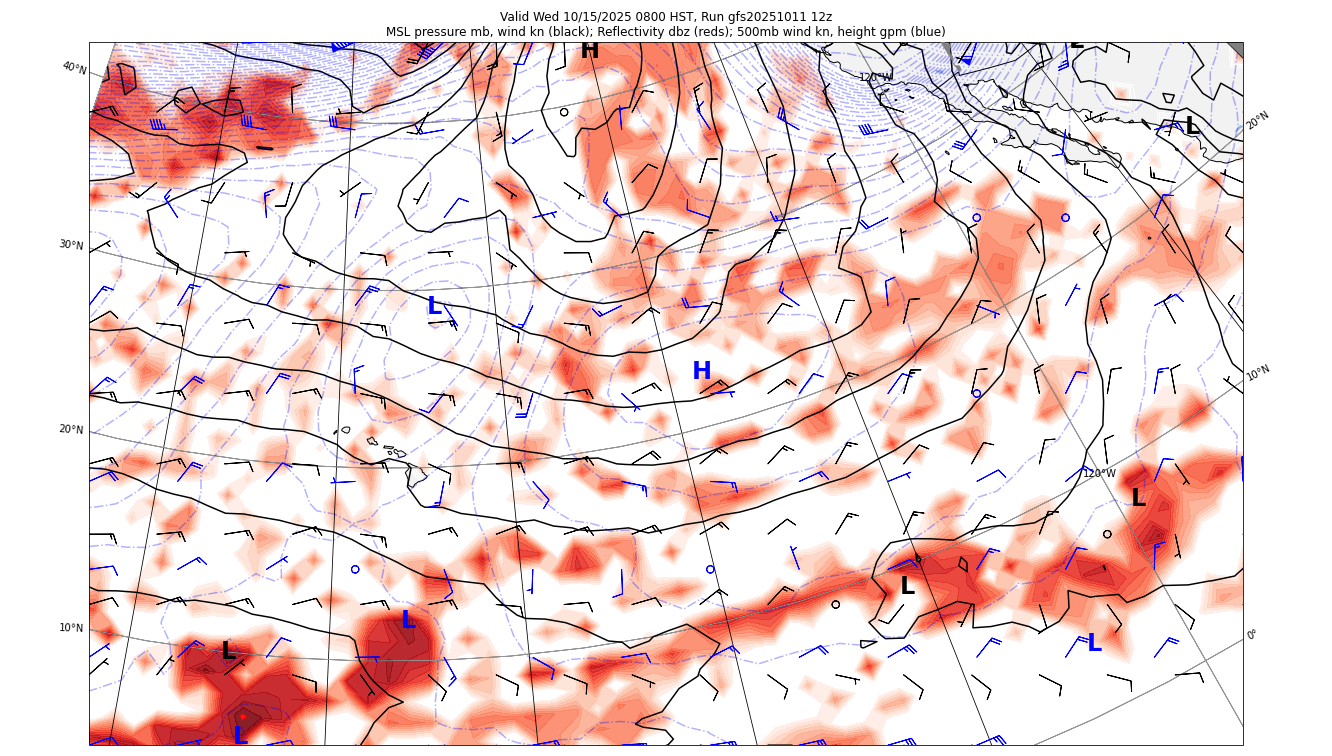 Valid Wed 10/15/2025 0800 HST, Run gfs20251011 12z
MSL pressure mb, wind kn (black); Reflectivity dbz (reds); 500mb wind kn, height gpm (blue)
H
L
40°N
120°W
20°N
L
30°N
L
H
10°N
20°N
120°W
L
L
L
10°N
0°
L
L
L